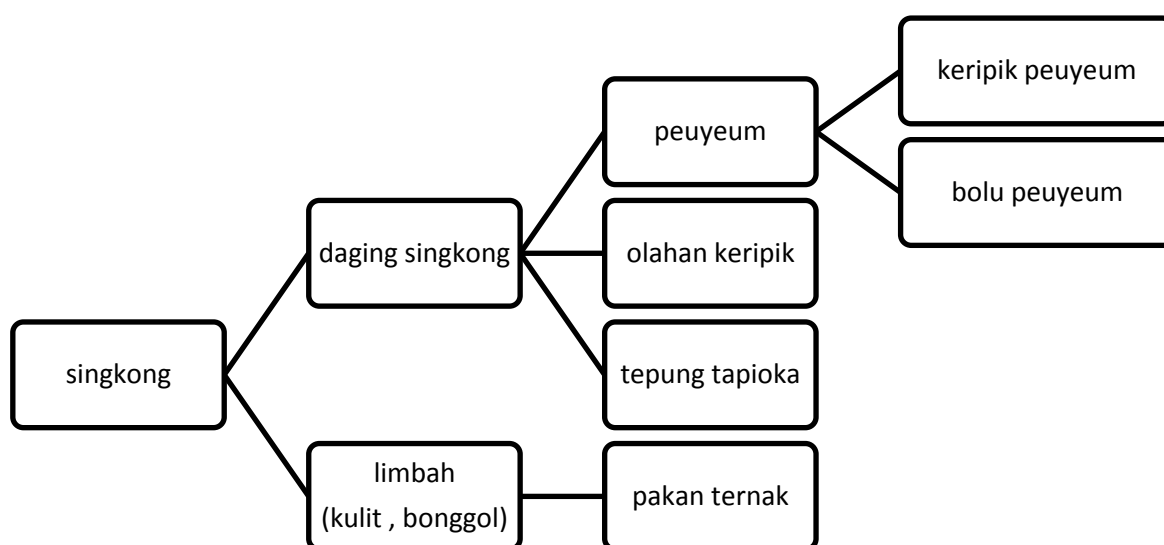 keripik peuyeum
peuyeum
bolu peuyeum
daging singkong
olahan keripik
singkong
tepung tapioka
limbah
(kulit , bonggol)
pakan ternak